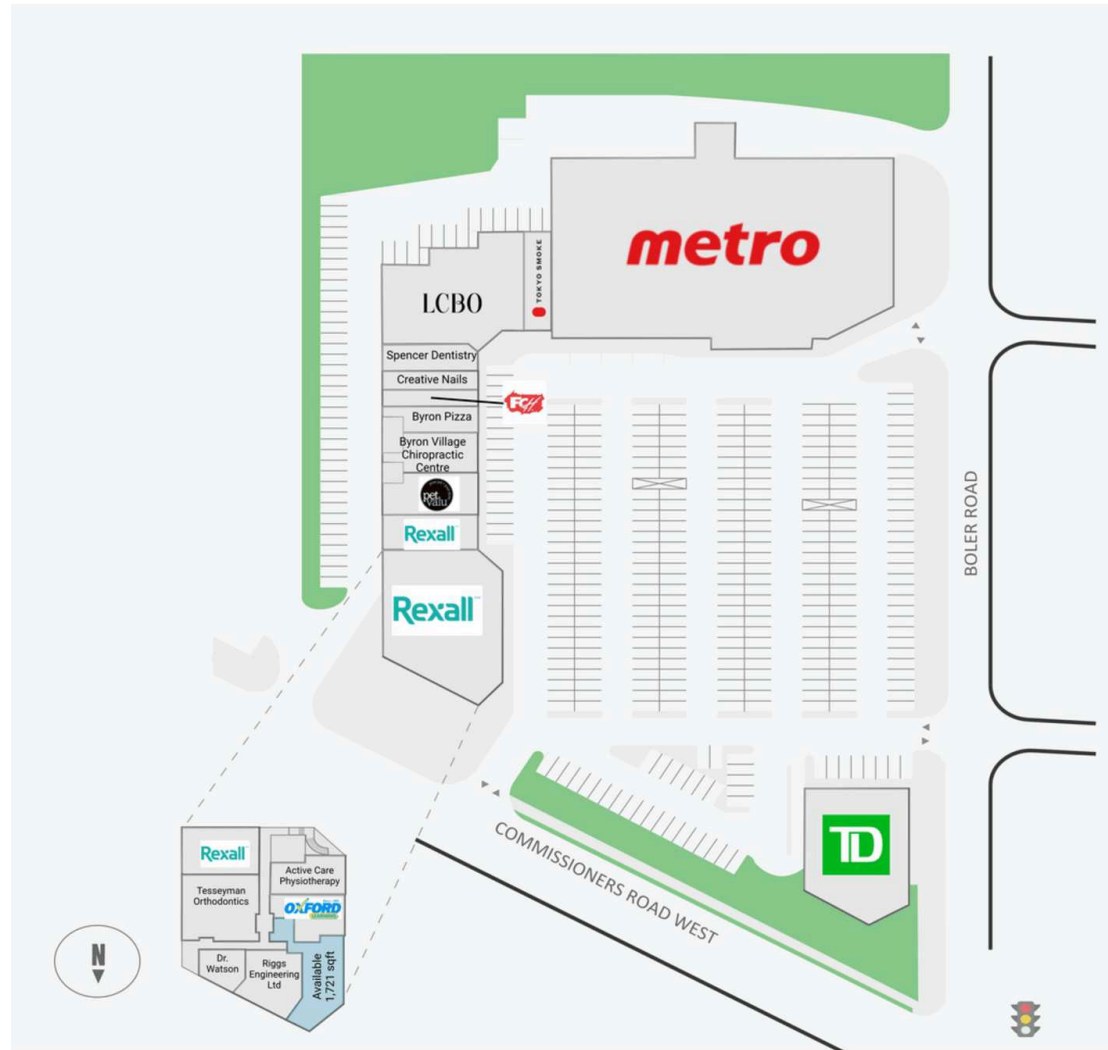 metro
TOKYO SMOKE
LCBO
Spencer Dentistry
Creative Nails
FCH
Byron Pizza
Byron Village
Chiropractic
Centre
pet
valu
Rexall
Rexall
BOLER ROAD
TD
COMMISSIONERS ROAD WEST
Rexall
Active Care
Physiotherapy
Tesseyman
Orthodontics
OXFORD
LEARNING
Dr.
Watson
Riggs
Engineering
Ltd
Available
1,721 sqft
N